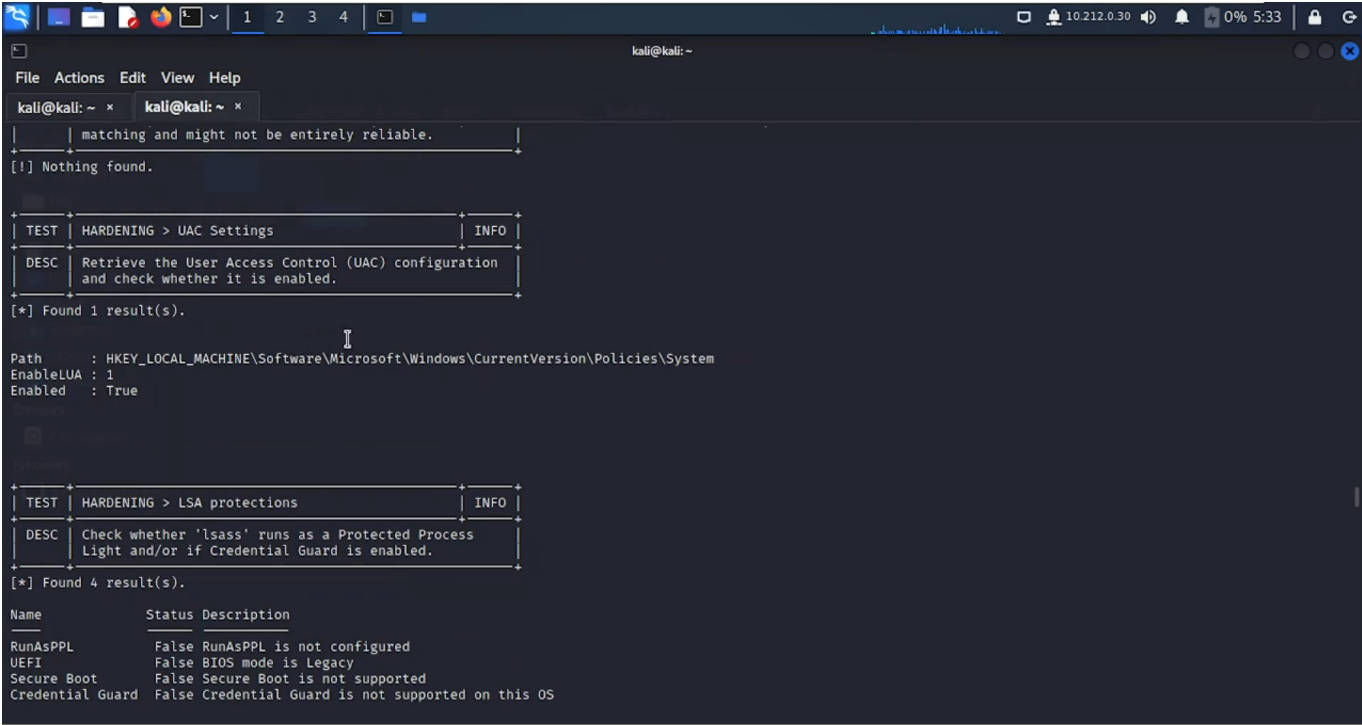 1 2 3 4 10.212.0.30 0% 5:33
kali@kali: ~
File Actions Edit View Help
kali@kali: ~ × kali@kali: ~ ×
| | matching and might not be entirely reliable. |
[!] Nothing found.
| TEST | HARDENING > UAC Settings | INFO |
| DESC | Retrieve the User Access Control (UAC) configuration |
| | and check whether it is enabled. |
[*] Found 1 result(s).
Path : HKEY_LOCAL_MACHINE\Software\Microsoft\Windows\CurrentVersion\Policies\System
EnableLUA : 1
Enabled : True
| TEST | HARDENING > LSA protections | INFO |
| DESC | Check whether 'lsass' runs as a Protected Process |
| | Light and/or if Credential Guard is enabled. |
[*] Found 4 result(s).
Name Status Description
RunAsPPL False RunAsPPL is not configured
UEFI False BIOS mode is Legacy
Secure Boot False Secure Boot is not supported
Credential Guard False Credential Guard is not supported on this OS